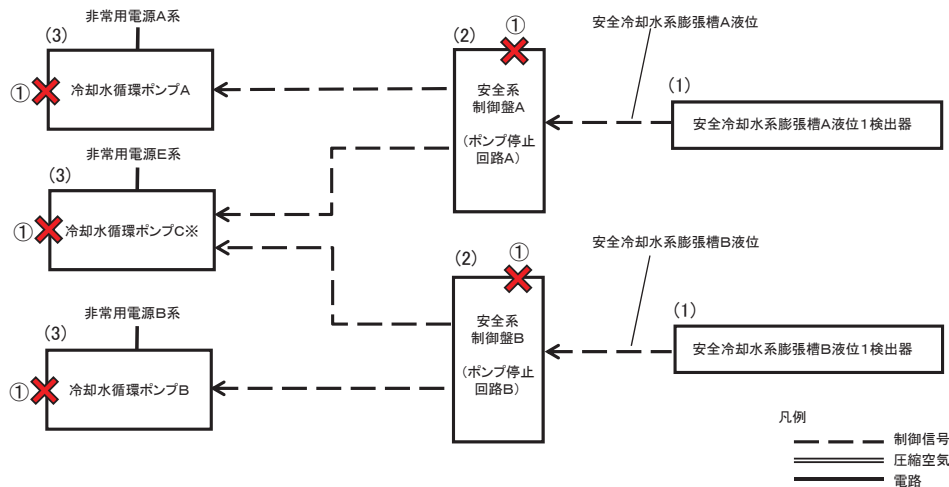 非常用電源A系
(3)
①
冷却水循環ポンプA
非常用電源E系
(3)
①
冷却水循環ポンプC※
非常用電源B系
(3)
①
冷却水循環ポンプB
(2)
①
安全系
制御盤A
(ポンプ停止
回路A)
(2)
①
安全系
制御盤B
(ポンプ停止
回路B)
安全冷却水系膨張槽A液位
(1)
安全冷却水系膨張槽A液位1検出器
安全冷却水系膨張槽B液位
(1)
安全冷却水系膨張槽B液位1検出器
凡例
制御信号
圧縮空気
電路